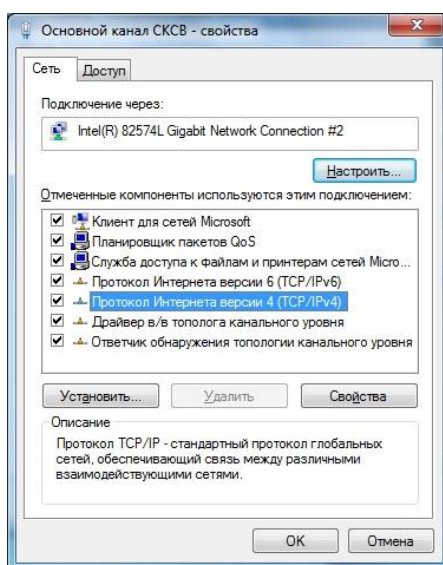 Основной канал СКСВ - свойства
Сеть Доступ
Подключение через:
Intel(R) 82574L Gigabit Network Connection #2
Настроить...
Отмеченные компоненты используются этим подключением:
Клиент для сетей Microsoft
Планировщик пакетов QoS
Служба доступа к файлам и принтерам сетей Micro...
Протокол Интернета версии 6 (TCP/IPv6)
Протокол Интернета версии 4 (TCP/IPv4)
Драйвер в/в тополога канального уровня
Ответчик обнаружения топологии канального уровня
Установить... Удалить Свойства
Описание
Протокол TCP/IP - стандартный протокол глобальных
сетей, обеспечивающий связь между различными
взаимодействующими сетями.
OK Отмена